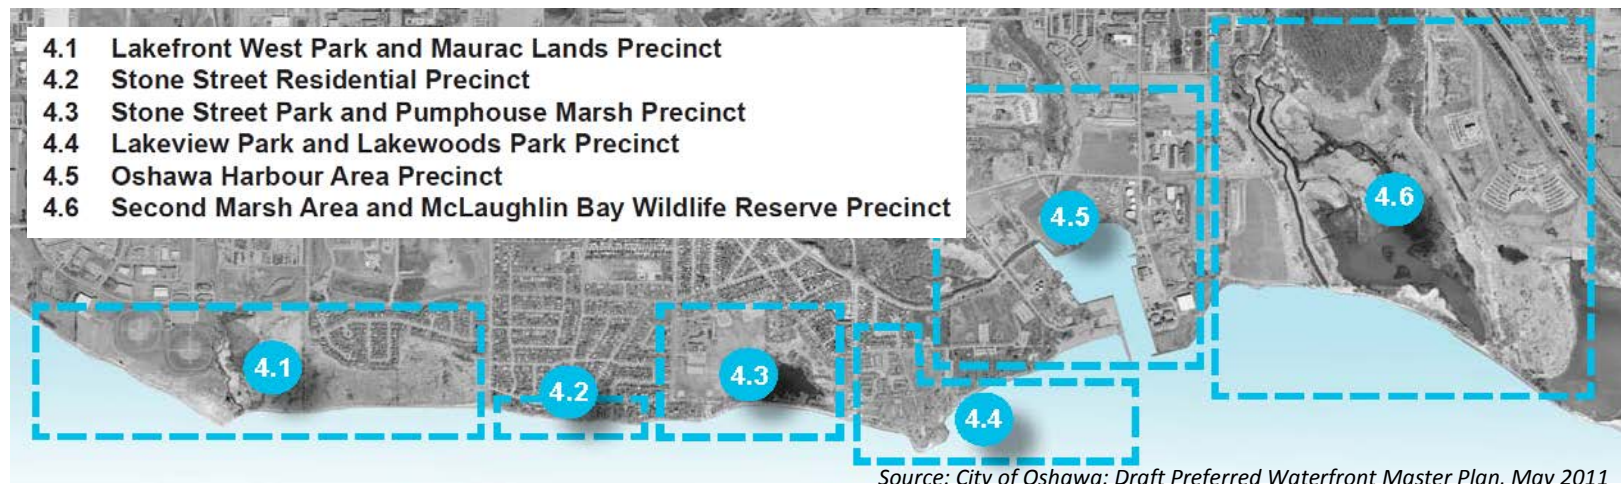 4.1 Lakefront West Park and Maurac Lands Precinct
4.2 Stone Street Residential Precinct
4.3 Stone Street Park and Pumphouse Marsh Precinct
4.4 Lakeview Park and Lakewoods Park Precinct
4.5 Oshawa Harbour Area Precinct
4.6 Second Marsh Area and McLaughlin Bay Wildlife Reserve Precinct
4.6
4.5
4.1
4.2
4.3
4.4
Source: City of Oshawa: Draft Preferred Waterfront Master Plan, May 2011